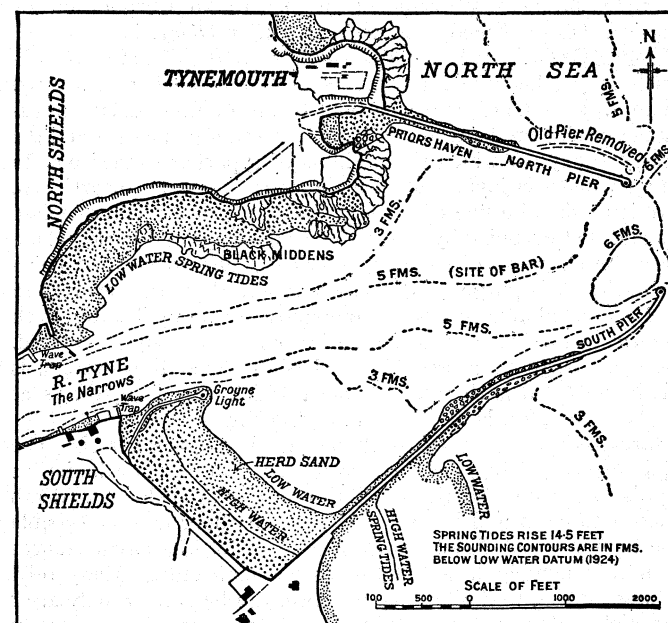 TYNEMOUTH
NORTH SEA
N
5 FMS.
NORTH SHIELDS
Old Pier Removed
6 FMS
PRIORS HAVEN
NORTH PIER
3 FMS.
BLACK MIDDENS
LOW WATER SPRING TIDES
6 FMS.
5 FMS.
(SITE OF BAR)
5 FMS.
SOUTH PIER
Wave Trap
R. TYNE
The Narrows
3 FMS.
Groyne Light
Wave Trap
3 FMS.
HERD SAND
LOW WATER
LOW WATER
SOUTH SHIELDS
HIGH WATER
HIGH WATER
SPRING TIDES
SPRING TIDES RISE 14·5 FEET
THE SOUNDING CONTOURS ARE IN FMS.
BELOW LOW WATER DATUM (1924)
SCALE OF FEET
100 500 0 1000 2000